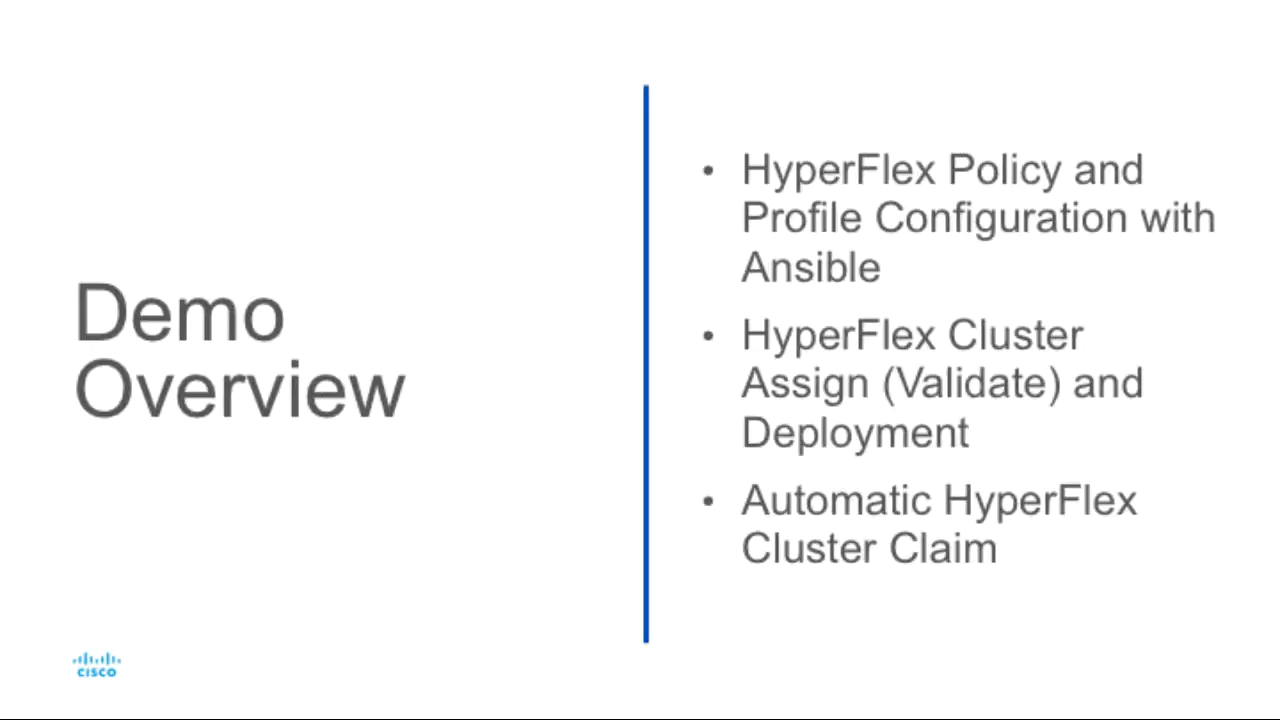 Demo
Overview
• HyperFlex Policy and
Profile Configuration with
Ansible
• HyperFlex Cluster
Assign (Validate) and
Deployment
• Automatic HyperFlex
Cluster Claim
CISCO